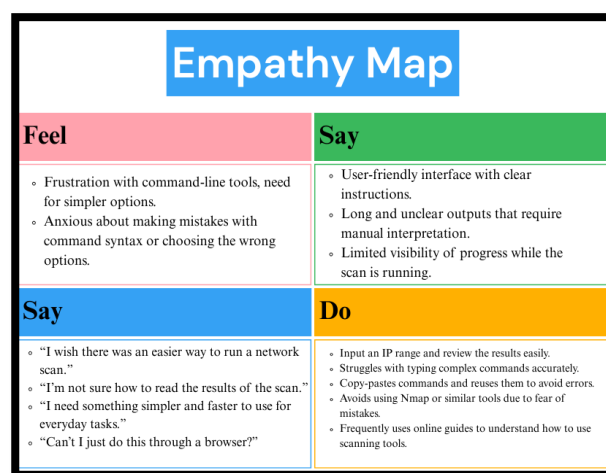 Empathy Map
Feel
◦ Frustration with command-line tools, need
for simpler options.
◦ Anxious about making mistakes with
command syntax or choosing the wrong
options.
Say
◦ User-friendly interface with clear
instructions.
◦ Long and unclear outputs that require
manual interpretation.
◦ Limited visibility of progress while the
scan is running.
Say
◦ “I wish there was an easier way to run a network
scan.”
◦ “I’m not sure how to read the results of the scan.”
◦ “I need something simpler and faster to use for
everyday tasks.”
◦ “Can’t I just do this through a browser?”
Do
◦ Input an IP range and review the results easily.
◦ Struggles with typing complex commands accurately.
◦ Copy-pastes commands and reuses them to avoid errors.
◦ Avoids using Nmap or similar tools due to fear of
mistakes.
◦ Frequently uses online guides to understand how to use
scanning tools.